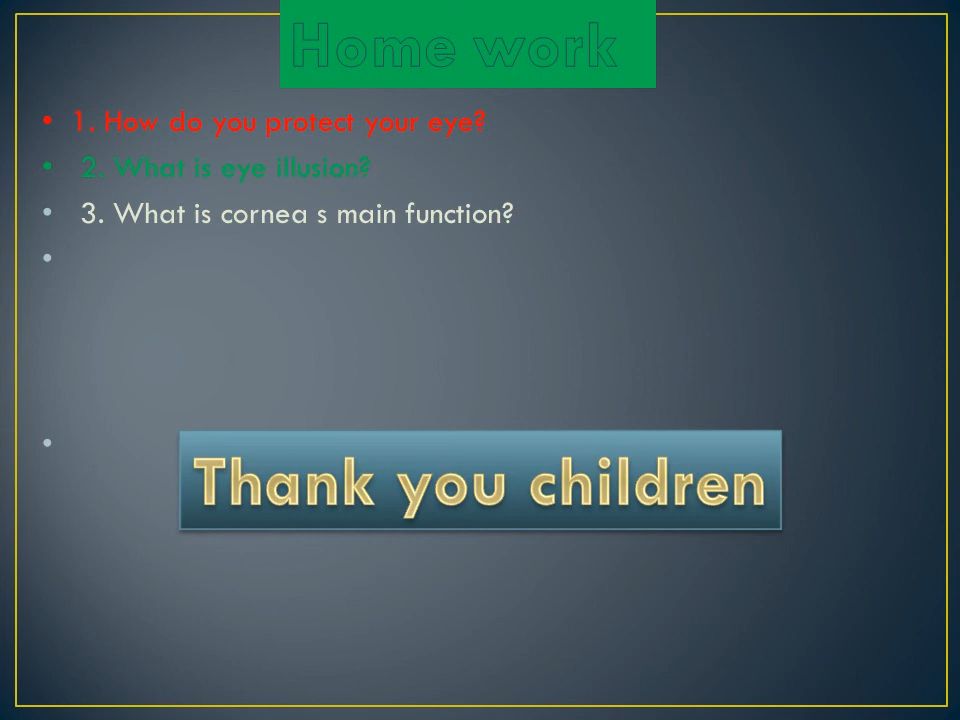 Home work
• 1. How do you protect your eye?
• 2. What is eye illusion?
• 3. What is cornea s main function?
•
•
Thank you children